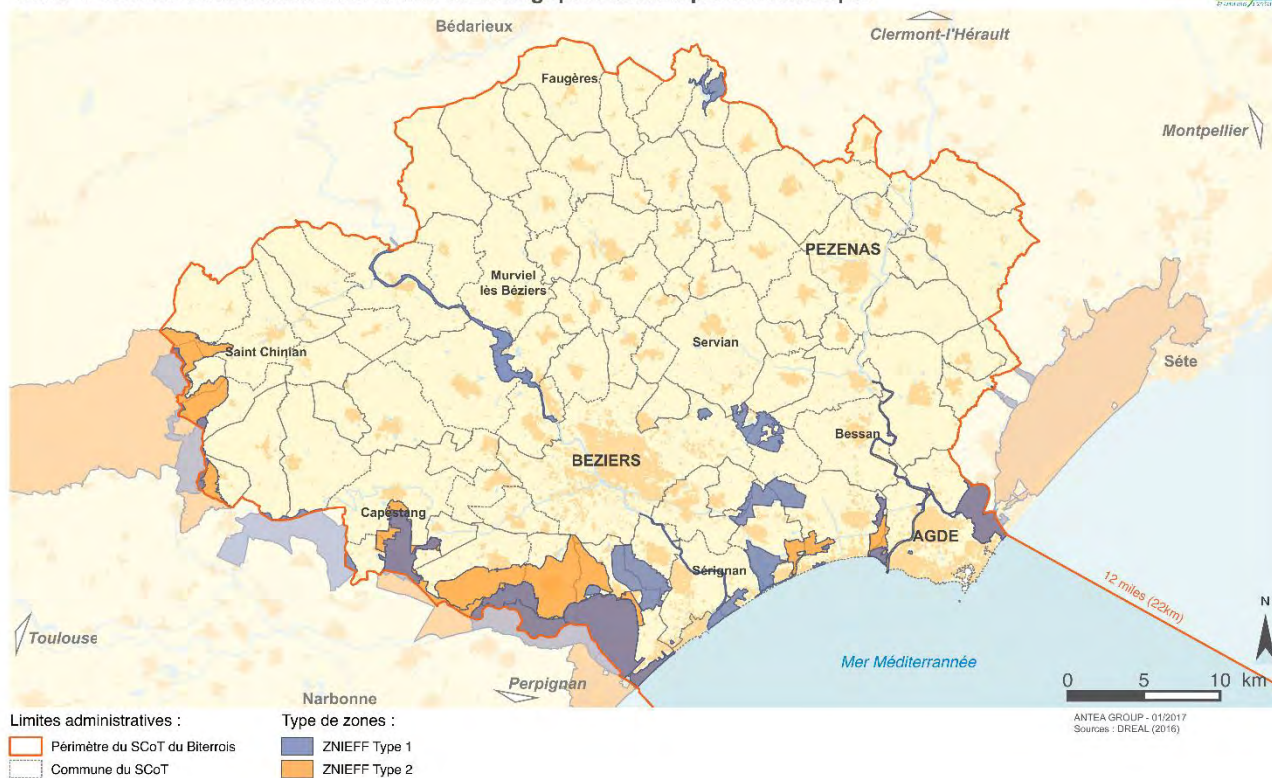 Bédarieux
Clermont-l'Hérault
Faugères
Montpellier
PEZENAS
Murviel
lès Béziers
Saint Chinian
Servian
Séte
Bessan
BEZIERS
Capestang
AGDE
Sérignan
12 miles (22km)
N
Toulouse
Mer Méditerrannée
Perpignan
Narbonne
0 5 10 km
ANTEA GROUP - 01/2017
Sources : DREAL (2016)
Limites administratives :
Périmètre du SCoT du Biterrois
Commune du SCoT
Type de zones :
ZNIEFF Type 1
ZNIEFF Type 2